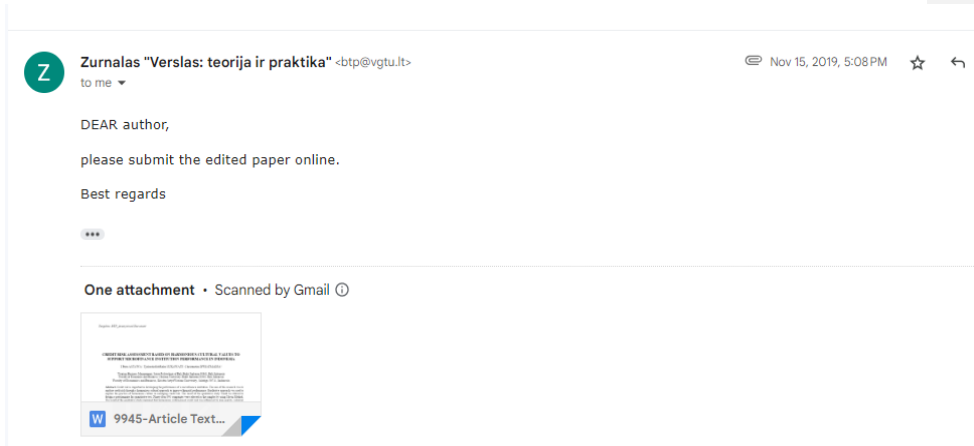 Z
Zurnalas "Verslas: teorija ir praktika" <btp@vgtu.lt>
Nov 15, 2019, 5:08 PM
to me
DEAR author,
please submit the edited paper online.
Best regards
One attachment • Scanned by Gmail
CREDIT RISK ASSESSMENT BASED ON HARMONIOUS CULTURAL VALUES TO
SUPPORT MICROFINANCE INSTITUTION PERFORMANCE IN INDONESIA
W 9945-Article Text...